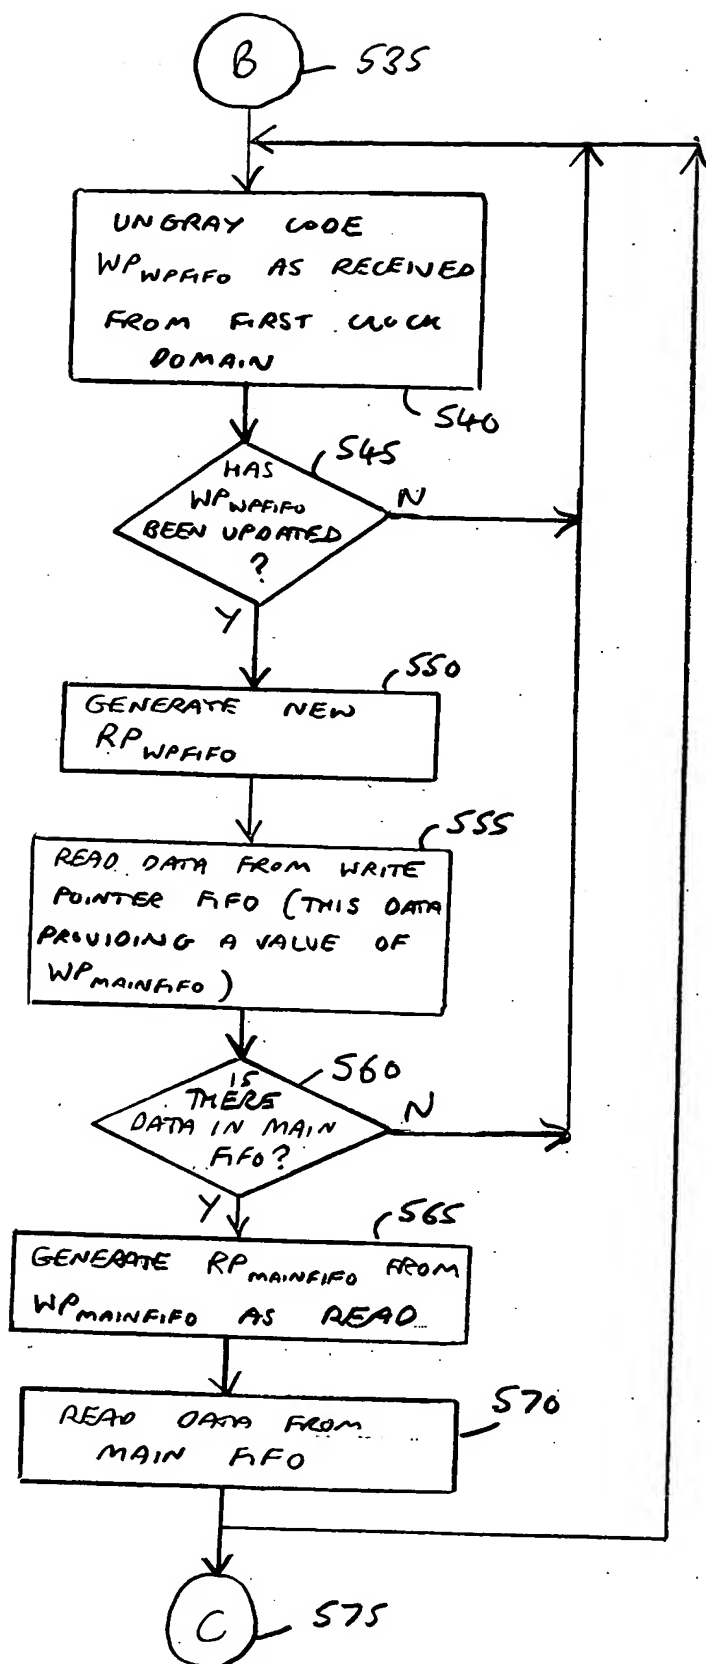 B
535
UNGRAY CODE
WPWPFIFO AS RECEIVED
FROM FIRST CLOCK
DOMAIN
540
545
HAS
WPWPFIFO
BEEN UPDATED
?
N
Y
550
GENERATE NEW
RPWPFIFO
555
READ DATA FROM WRITE
POINTER FIFO (THIS DATA
PROVIDING A VALUE OF
WPMAINFIFO)
560
IS
THERE
DATA IN MAIN
FIFO?
N
Y
565
GENERATE RPMAINFIFO FROM
WPMAINFIFO AS READ
570
READ DATA FROM
MAIN FIFO
C
575